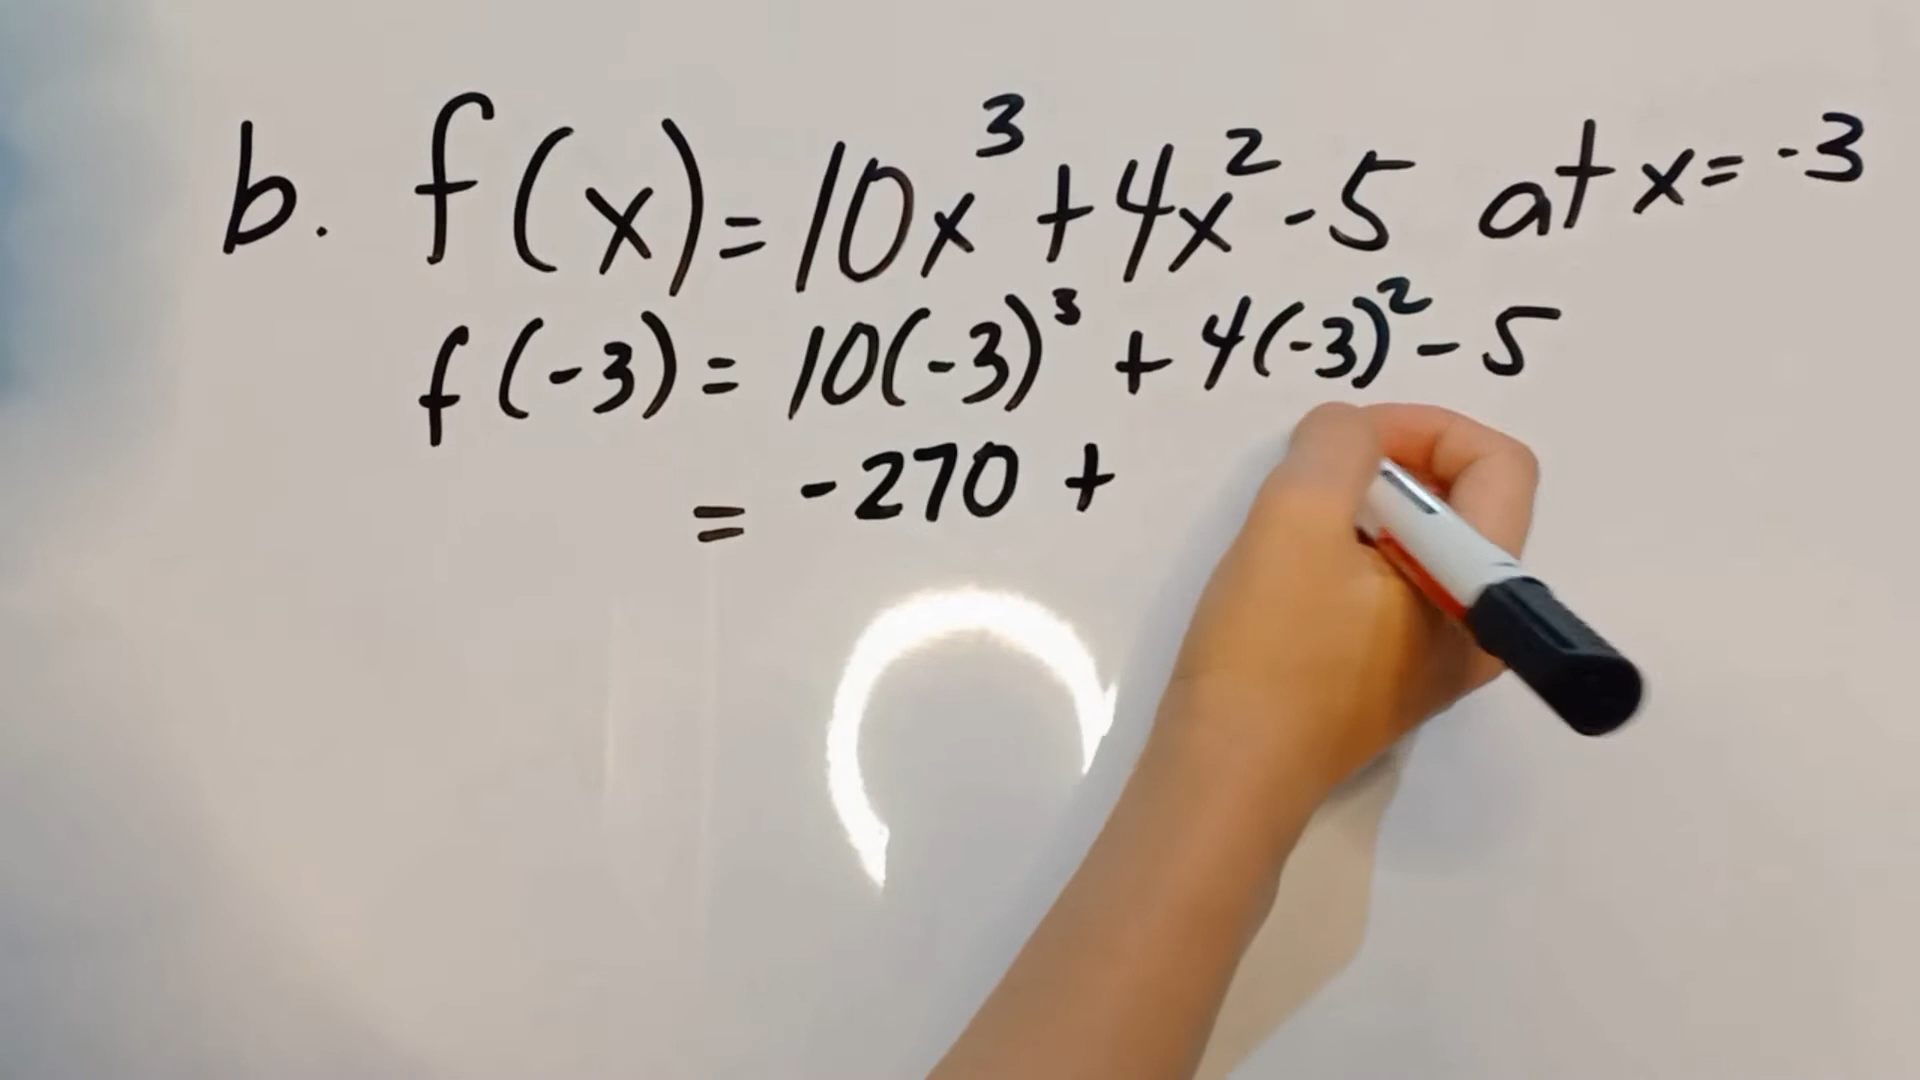 b. f(x)=10x³+4x²-5 at x=-3
f(-3)=10(-3)³+4(-3)²-5
= -270 +